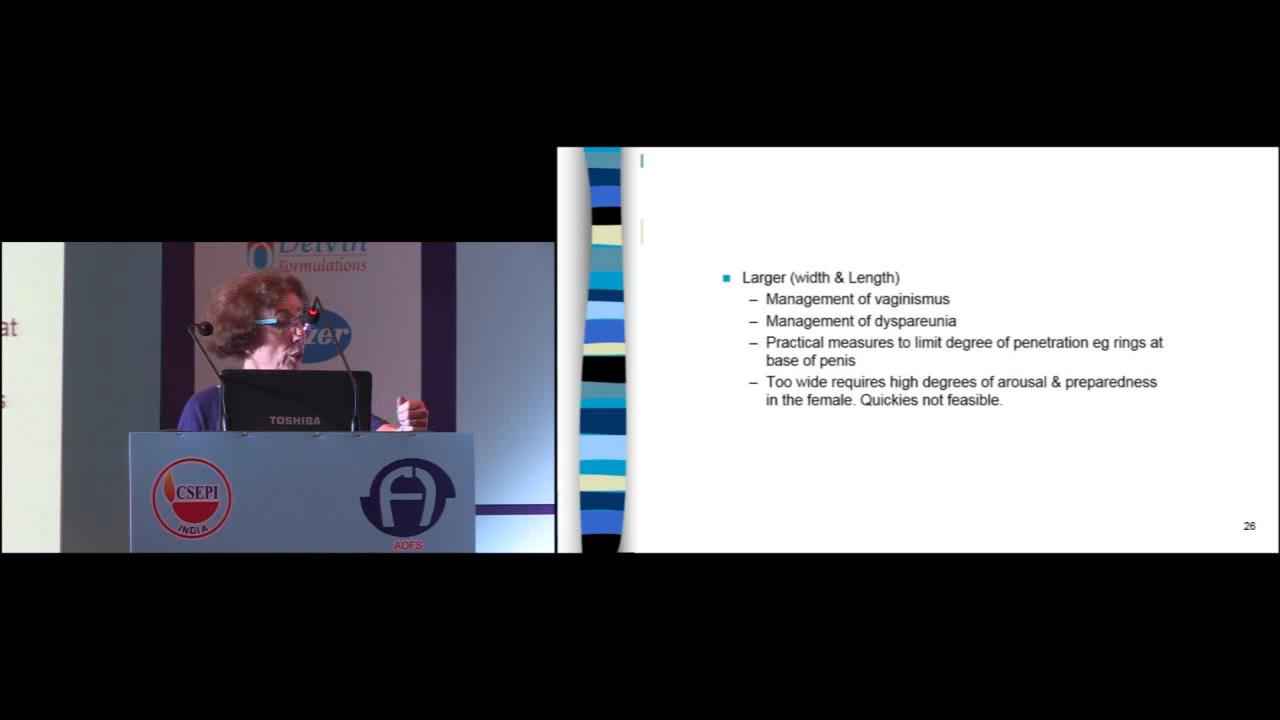 at
s
Delvin
Formulations
zer
TOSHIBA
CSEPI
INDIA
AOFS
■ Larger (width & Length)
– Management of vaginismus
– Management of dyspareunia
– Practical measures to limit degree of penetration eg rings at
base of penis
– Too wide requires high degrees of arousal & preparedness
in the female. Quickies not feasible.
26